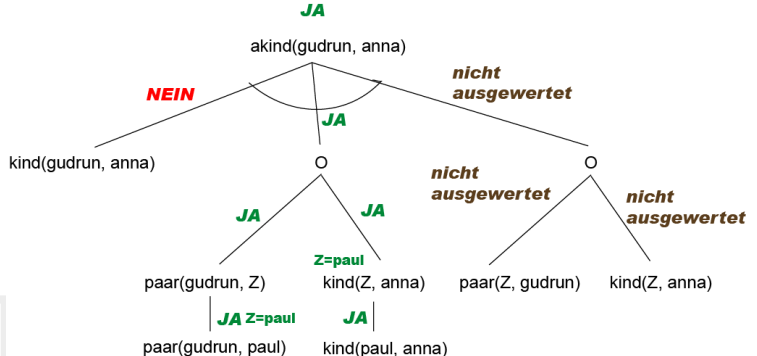 JA
akind(gudrun, anna)
NEIN
JA
nicht
ausgewertet
kind(gudrun, anna)
O
O
JA
JA
nicht
ausgewertet
nicht
ausgewertet
Z=paul
paar(gudrun, Z)
kind(Z, anna)
paar(Z, gudrun)
kind(Z, anna)
JA Z=paul
JA
paar(gudrun, paul)
kind(paul, anna)